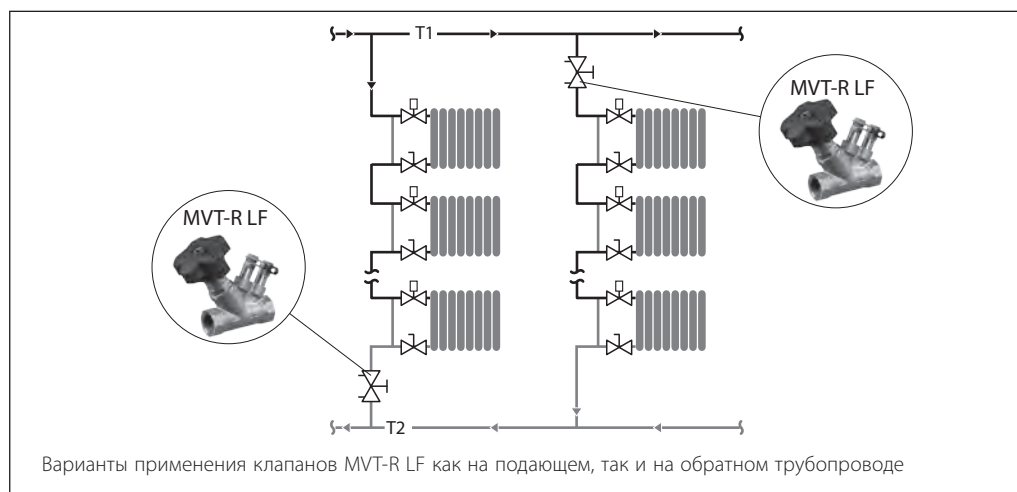 T1
MVT-R LF
MVT-R LF
T2
Варианты применения клапанов MVT-R LF как на подающем, так и на обратном трубопроводе